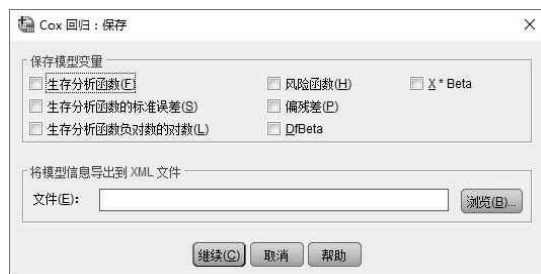 Cox 回归：保存
保存模型变量
生存分析函数(F) 风险函数(H) X * Beta
生存分析函数的标准误差(S) 偏残差(P)
生存分析函数负对数的对数(L) DfBeta
将模型信息导出到 XML 文件
文件(E)： 浏览(B)...
继续(C) 取消 帮助